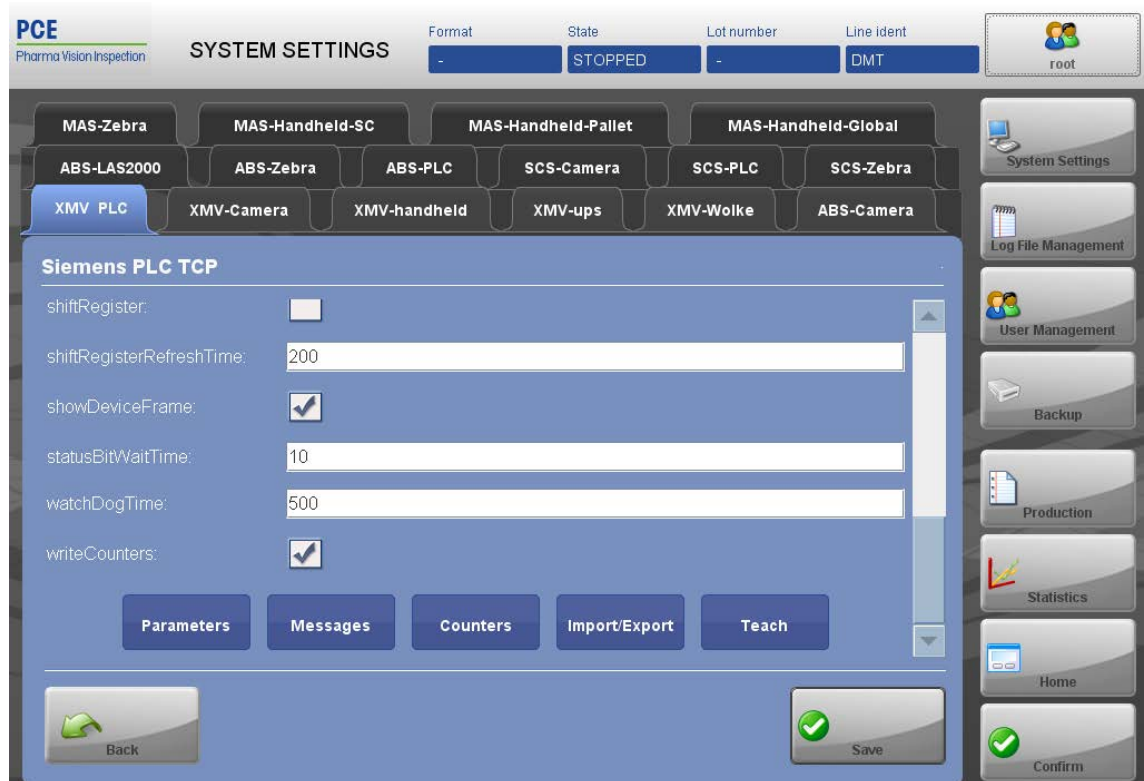 PCE
Pharma Vision Inspection
SYSTEM SETTINGS
Format
-
State
STOPPED
Lot number
-
Line ident
DMT
root
MAS-Zebra
MAS-Handheld-SC
MAS-Handheld-Pallet
MAS-Handheld-Global
ABS-LAS2000
ABS-Zebra
ABS-PLC
SCS-Camera
SCS-PLC
SCS-Zebra
XMV PLC
XMV-Camera
XMV-handheld
XMV-ups
XMV-Wolke
ABS-Camera
Siemens PLC TCP
shiftRegister:
shiftRegisterRefreshTime:
200
showDeviceFrame:
statusBitWaitTime:
10
watchDogTime:
500
writeCounters:
Parameters
Messages
Counters
Import/Export
Teach
Back
Save
System Settings
Log File Management
User Management
Backup
Production
Statistics
Home
Confirm